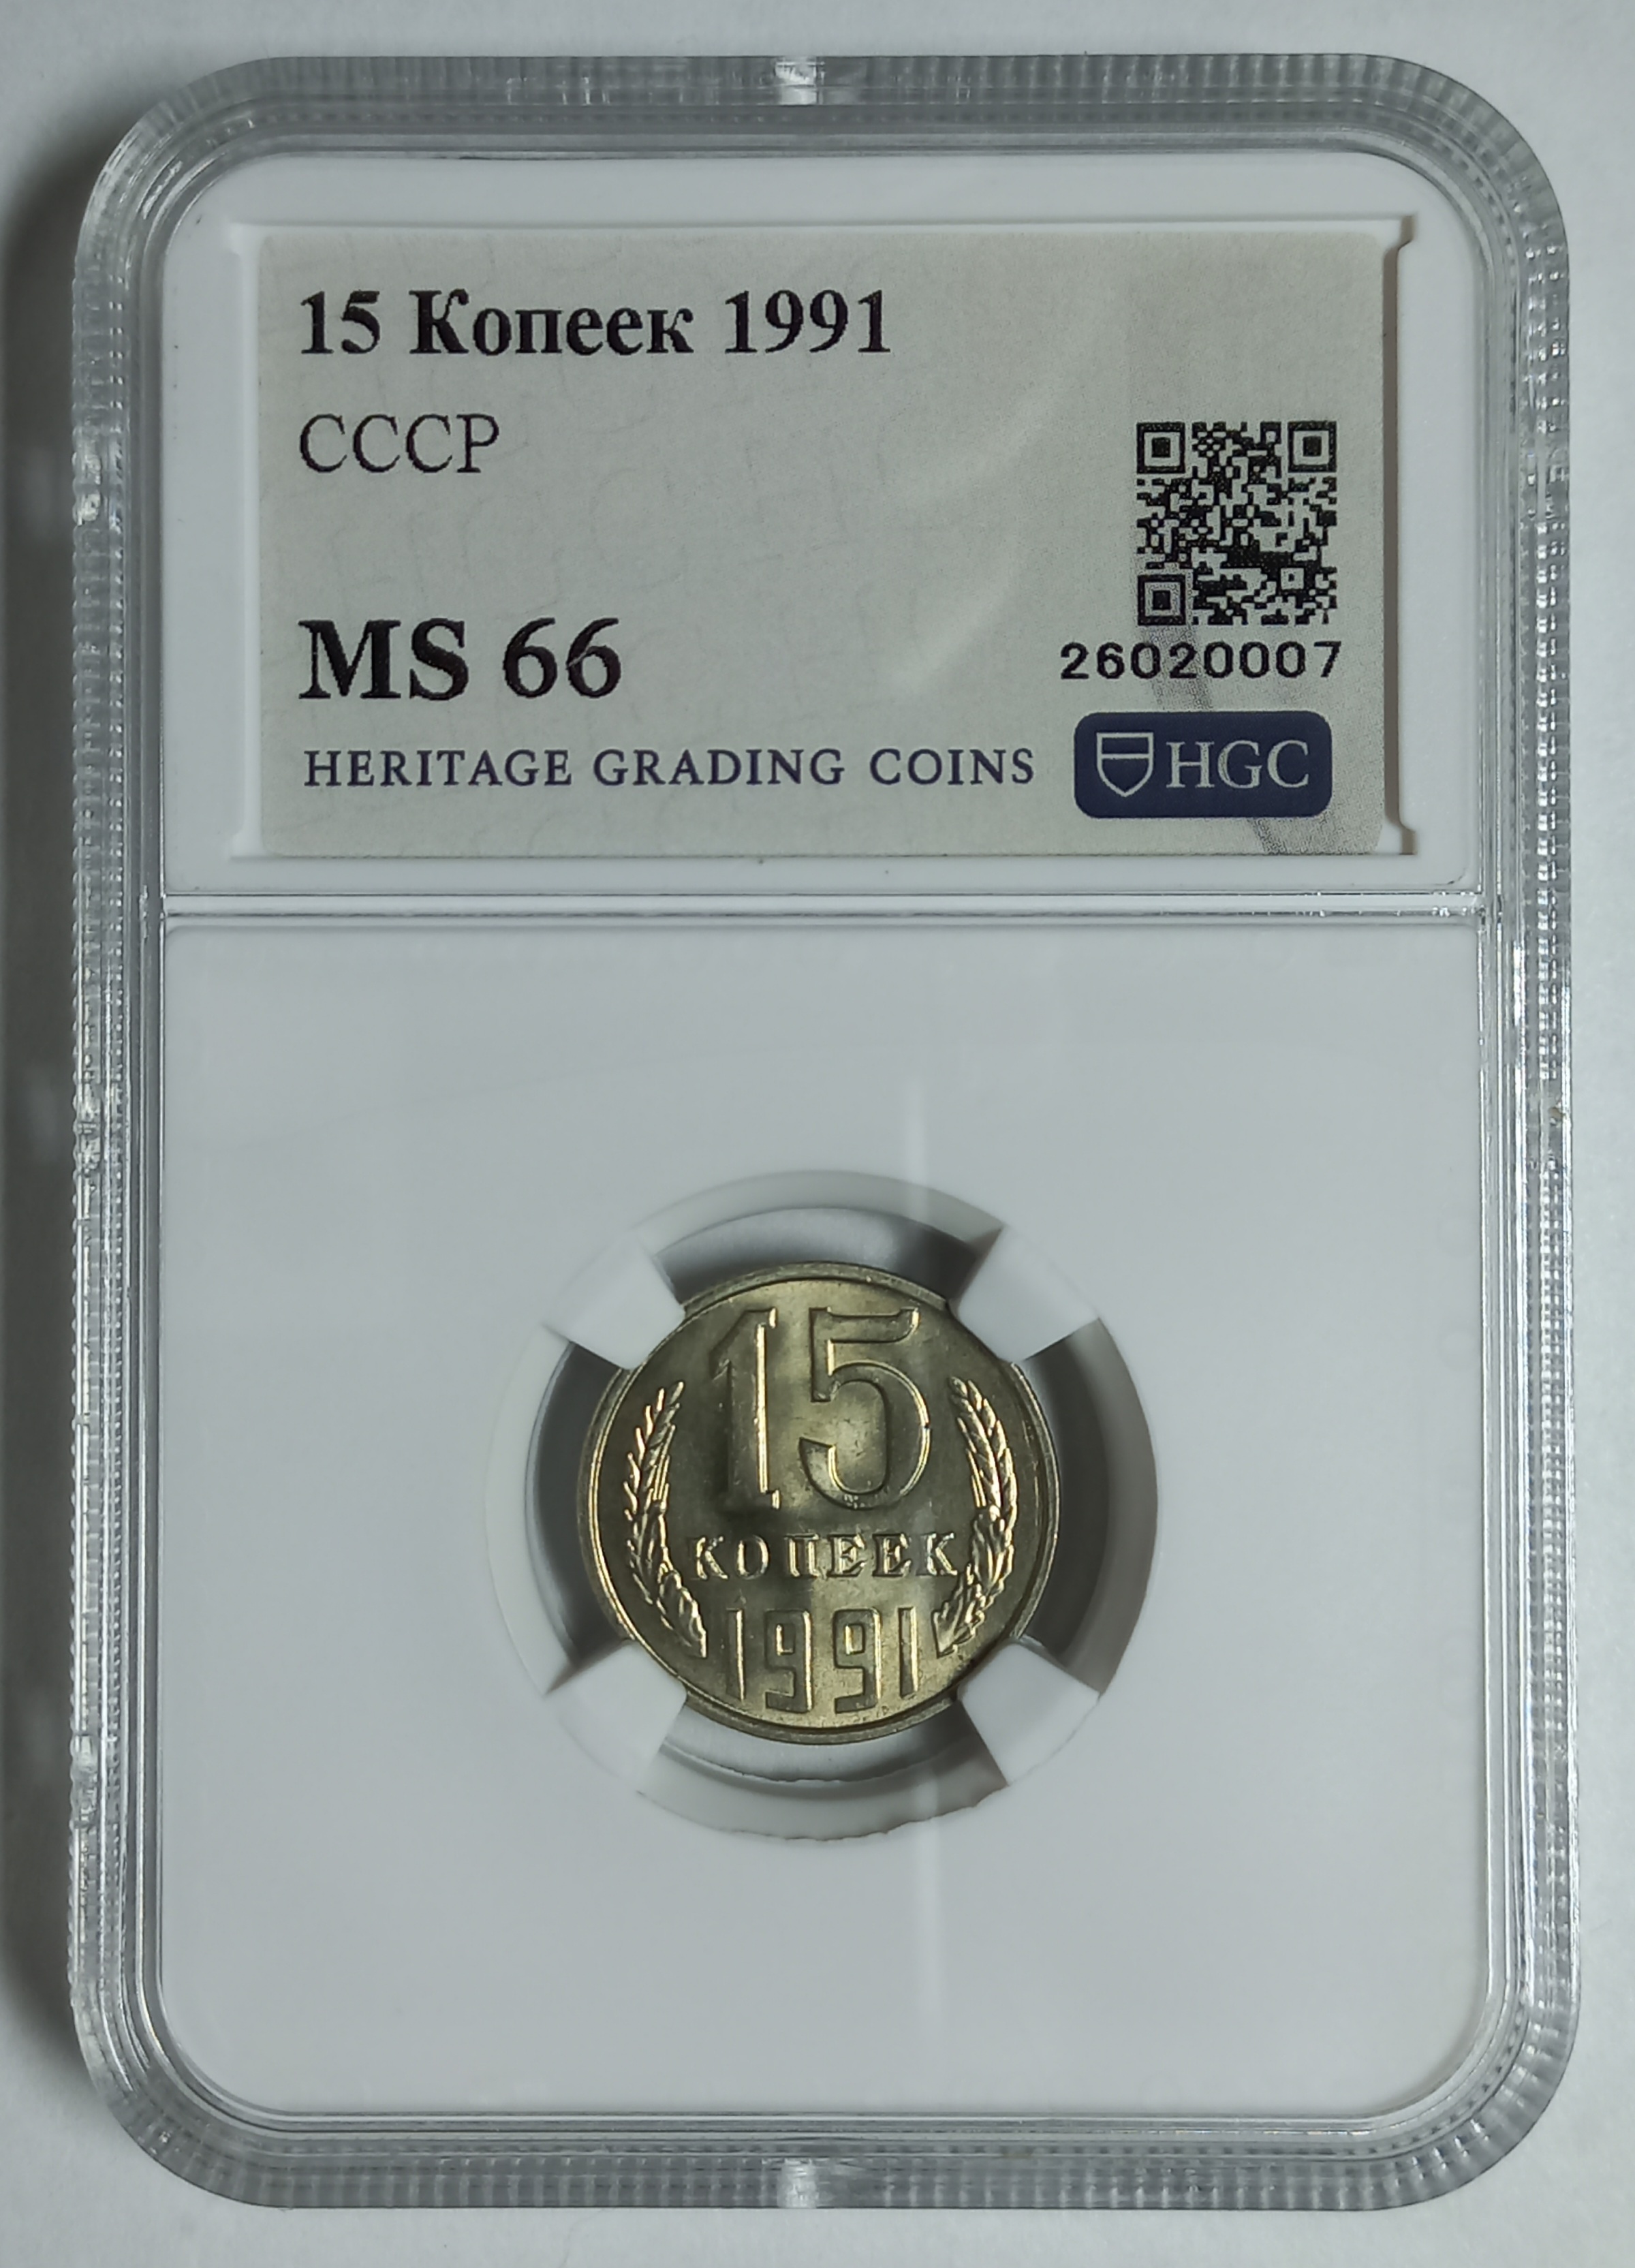 15 Копеек 1991
СССР
MS 66
26020007
HERITAGE GRADING COINS
HGC
15
КОПЕЕК
1991